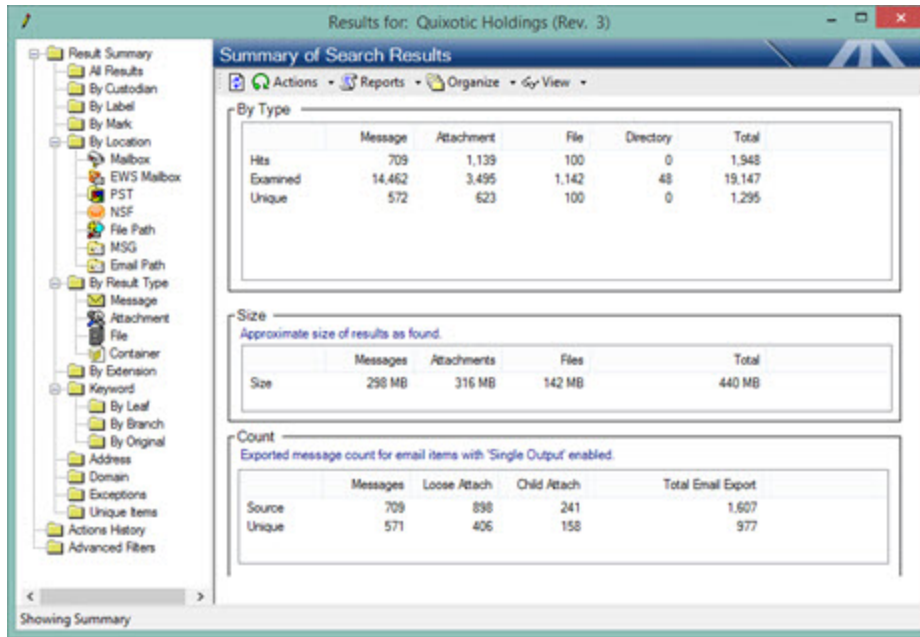 Results for: Quixotic Holdings (Rev. 3)
Result Summary
All Results
By Custodian
By Label
By Mark
By Location
Mailbox
EWS Mailbox
PST
NSF
File Path
MSG
Email Path
By Result Type
Message
Attachment
File
Container
By Extension
Keyword
By Leaf
By Branch
By Original
Address
Domain
Exceptions
Unique Items
Actions History
Advanced Filters
Summary of Search Results
Actions Reports Organize View
By Type
Message Attachment File Directory Total
Hits 709 1,139 100 0 1,948
Examined 14,462 3,495 1,142 48 19,147
Unique 572 623 100 0 1,295
Size
Approximate size of results as found.
Messages Attachments Files Total
Size 298 MB 316 MB 142 MB 440 MB
Count
Exported message count for email items with 'Single Output' enabled.
Messages Loose Attach Child Attach Total Email Export
Source 709 898 241 1,607
Unique 571 406 158 977
Showing Summary